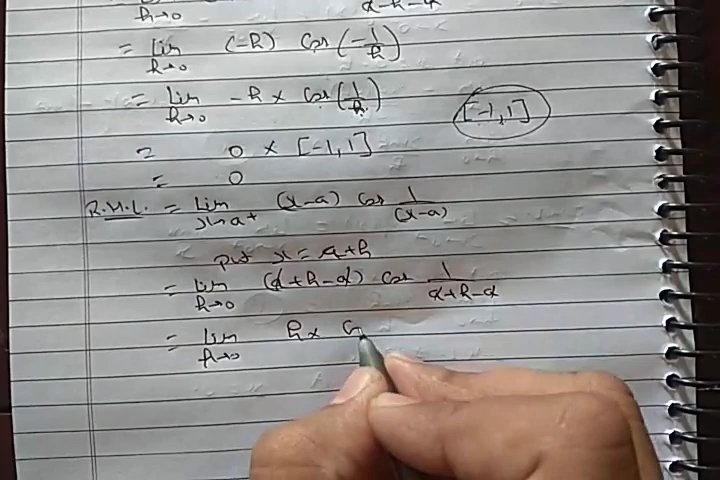 h→0 a-h-a
= lim h→0 (-h) cos (-1/h)
= lim h→0 -h × cos (1/h) [-1,1]
= 0 × [-1,1]
= 0
R.H.L. = lim x→a+ (x-a) cos 1/(x-a)
put x = a+h
= lim h→0 (a+h-a) cos 1/a+h-a
= lim h→0 h× co